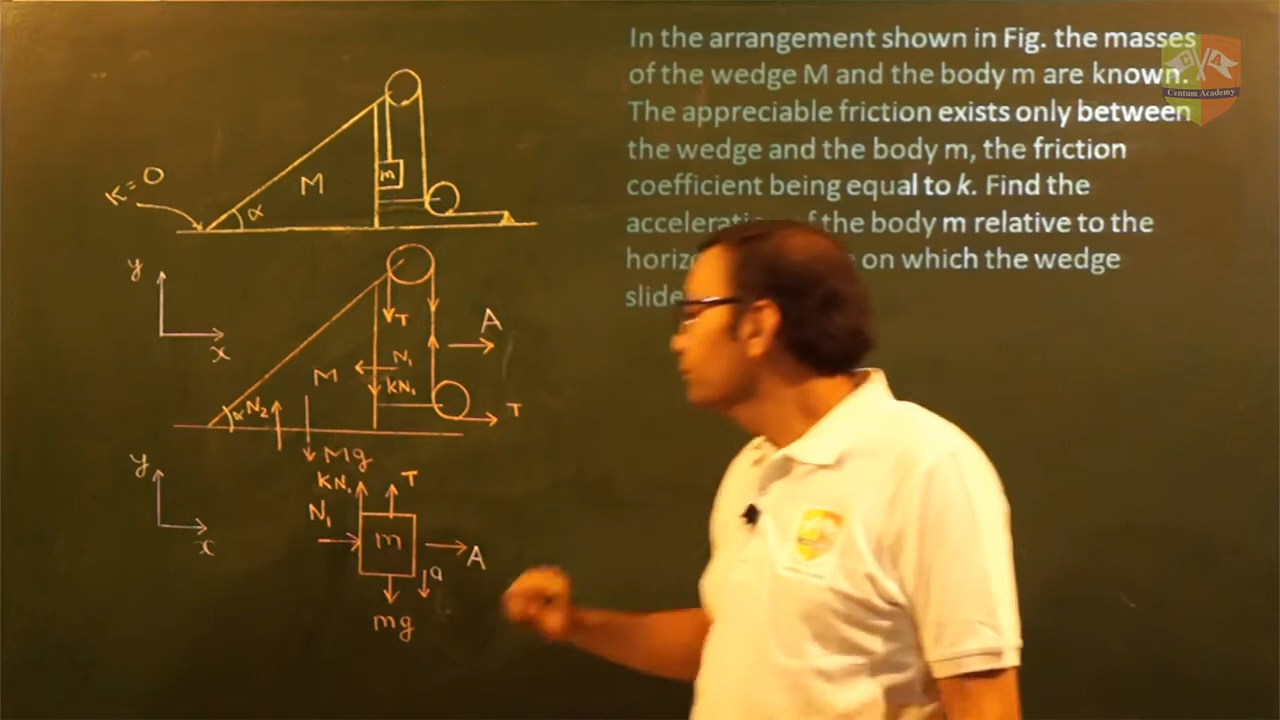 In the arrangement shown in Fig. the masses
of the wedge M and the body m are known.
The appreciable friction exists only between
the wedge and the body m, the friction
coefficient being equal to k. Find the
of the body m relative to the
on which the wedge
C A
Centum Academy
K=0
α
M
m
y
x
T
A
N₁
KN₁
M
α
N₂
T
Mg
y
x
KN₁
T
N₁
m
A
a
mg